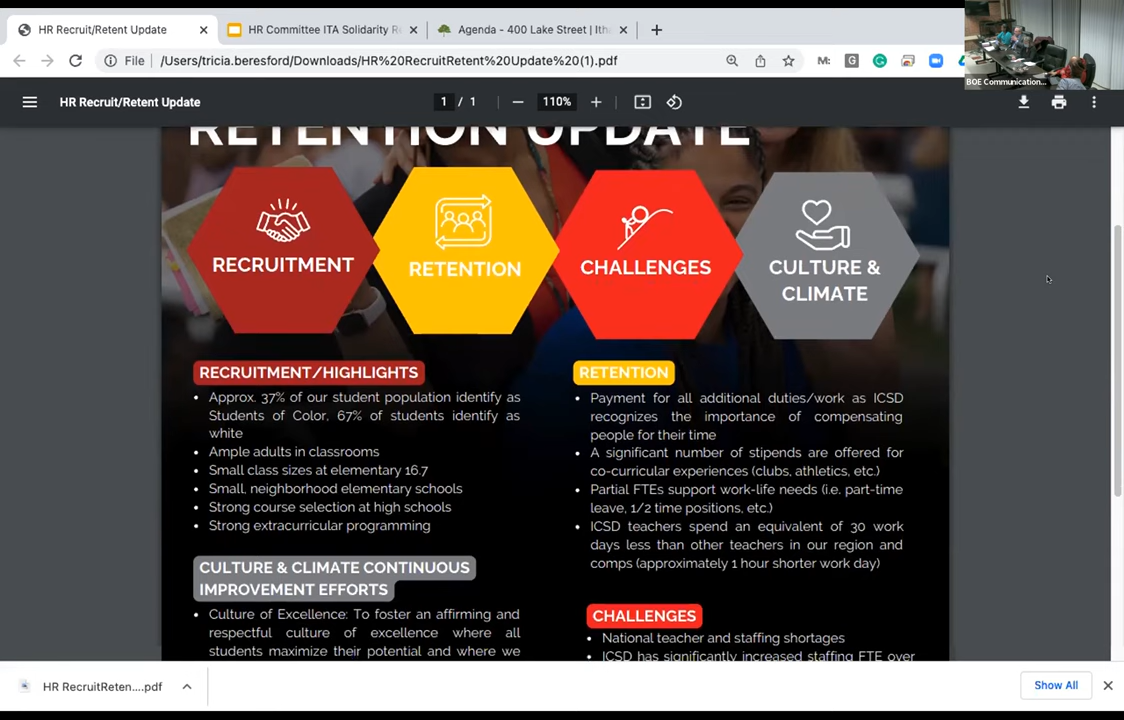 HR Recruit/Retent Update
HR Committee ITA Solidarity R
Agenda - 400 Lake Street | Ith
File
/Users/tricia.beresford/Downloads/HR%20RecruitRetent%20Update%20(1).pdf
M:
G
BOE Communication...
HR Recruit/Retent Update
1 / 1
110%
RETENTION UPDATE
RECRUITMENT
RETENTION
CHALLENGES
CULTURE &
CLIMATE
RECRUITMENT/HIGHLIGHTS
• Approx. 37% of our student population identify as
Students of Color, 67% of students identify as
white
• Ample adults in classrooms
• Small class sizes at elementary 16.7
• Small, neighborhood elementary schools
• Strong course selection at high schools
• Strong extracurricular programming
CULTURE & CLIMATE CONTINUOUS
IMPROVEMENT EFFORTS
• Culture of Excellence: To foster an affirming and
respectful culture of excellence where all
students maximize their potential and where we
RETENTION
• Payment for all additional duties/work as ICSD
recognizes the importance of compensating
people for their time
• A significant number of stipends are offered for
co-curricular experiences (clubs, athletics, etc.)
• Partial FTEs support work-life needs (i.e. part-time
leave, 1/2 time positions, etc.)
• ICSD teachers spend an equivalent of 30 work
days less than other teachers in our region and
comps (approximately 1 hour shorter work day)
CHALLENGES
• National teacher and staffing shortages
• ICSD has significantly increased staffing FTE over
HR RecruitReten....pdf
Show All